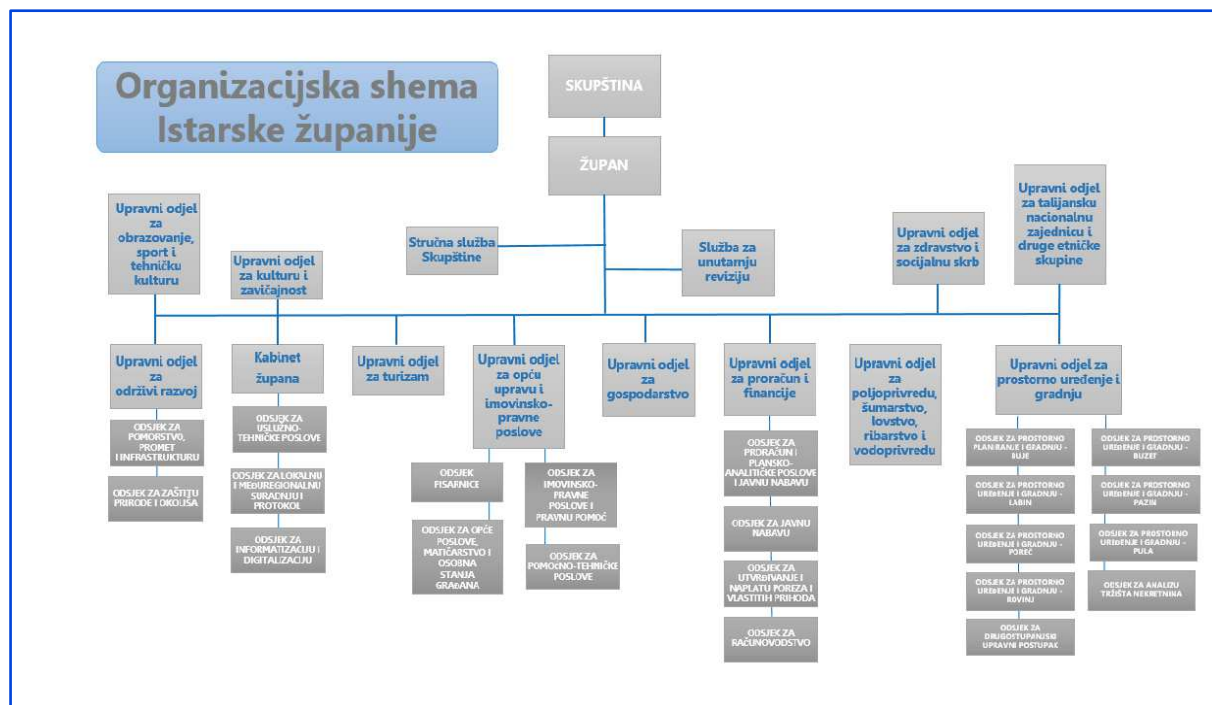 Organizacijska shema
Istarske županije
SKUPŠTINA
ŽUPAN
Upravni odjel
za
obrazovanje,
sport i
tehničku
kulturu
Upravni odjel
za kulturu i
zavičajnost
Stručna služba
Skupštine
Služba za
unutarnju
reviziju
Upravni odjel
za zdravstvo i
socijalnu skrb
Upravni odjel
za talijansku
nacionalnu
zajednicu i
druge etničke
skupine
Upravni odjel
za
održivi razvoj
Kabinet
župana
Upravni odjel
za turizam
Upravni odjel
za opću
upravu i
imovinsko-
pravne
poslove
Upravni odjel
za
gospodarstvo
Upravni odjel
za proračun i
financije
Upravni odjel
za
poljoprivredu,
šumarstvo,
lovstvo,
ribarstvo i
vodoprivredu
Upravni odjel za
prostorno uređenje i
gradnju
ODSJEK ZA
POMORSTVO,
PROMET
I INFRASTRUKTURU
ODSJEK ZA ZAŠTITU
PRIRODE I OKOLIŠA
ODSJEK ZA
USLUŽNO-
TEHNIČKE POSLOVE
ODSJEK ZA LOKALNU
I MEĐUREGIONALNU
SURADNJU I
PROTOKOL
ODSJEK ZA
INFORMATIZACIJU I
DIGITALIZACIJU
ODSJEK
PISARNICE
ODSJEK ZA OPĆE
POSLOVE,
MATIČARSTVO I
OSOBNA
STANJA
GRAĐANA
ODSJEK ZA
IMOVINSKO-
PRAVNE
POSLOVE I
PRAVNU POMOĆ
ODSJEK ZA
POMOĆNO-TEHNIČKE
POSLOVE
ODSJEK ZA
PRORAČUN I
PLANSKO-
ANALITIČKE POSLOVE
I JAVNU NABAVU
ODSJEK ZA JAVNU
NABAVU
ODSJEK ZA
UTVRĐIVANJE I
NAPLATU POREZA I
VLASTITIH PRIHODA
ODSJEK ZA
RAČUNOVODSTVO
ODSJEK ZA PROSTORNO
PLANIRANJE I GRADNJU -
BUJE
ODSJEK ZA PROSTORNO
UREĐENJE I GRADNJU -
LABIN
ODSJEK ZA PROSTORNO
UREĐENJE I GRADNJU -
POREČ
ODSJEK ZA PROSTORNO
UREĐENJE I GRADNJU -
ROVINJ
ODSJEK ZA
DRUGOSTUPANJSKI
UPRAVNI POSTUPAK
ODSJEK ZA PROSTORNO
UREĐENJE I GRADNJU -
BUZET
ODSJEK ZA PROSTORNO
UREĐENJE I GRADNJU -
PAZIN
ODSJEK ZA PROSTORNO
UREĐENJE I GRADNJU -
PULA
ODSJEK ZA ANALIZU
TRŽIŠTA NEKRETNINA